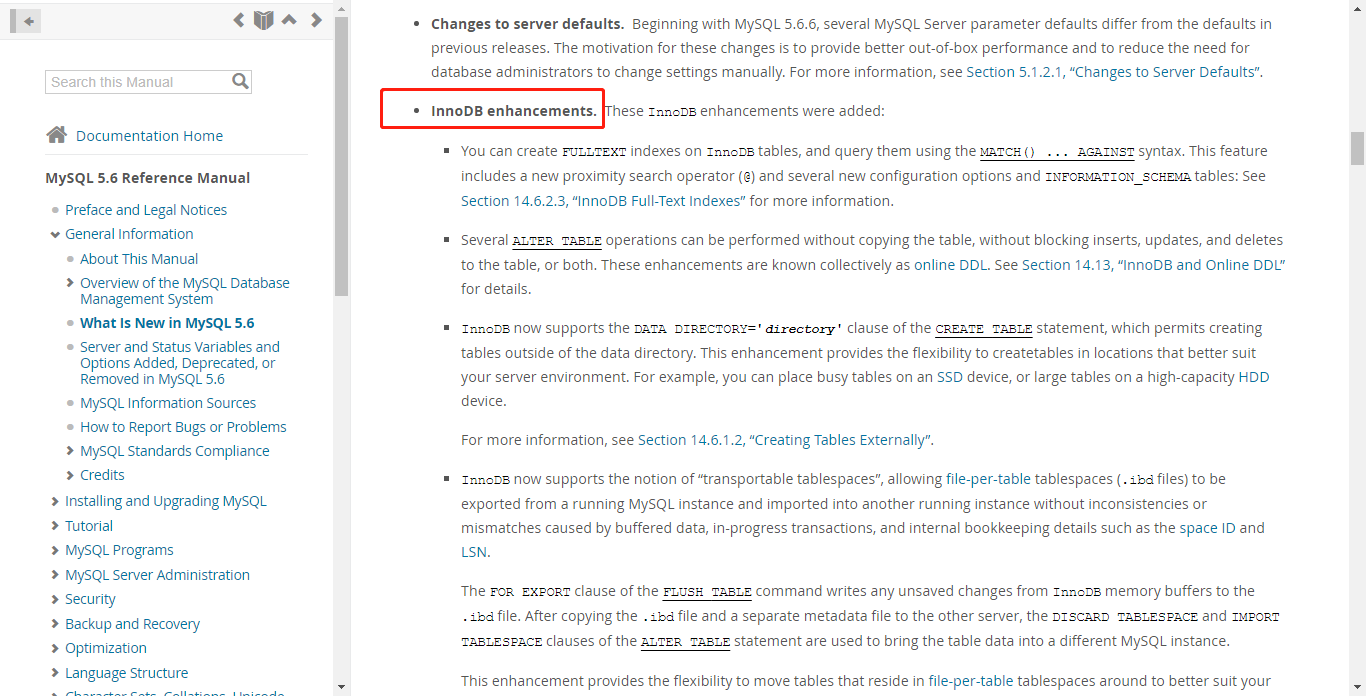 Search this Manual
Documentation Home
MySQL 5.6 Reference Manual
Preface and Legal Notices
General Information
About This Manual
Overview of the MySQL Database
Management System
What Is New in MySQL 5.6
Server and Status Variables and
Options Added, Deprecated, or
Removed in MySQL 5.6
MySQL Information Sources
How to Report Bugs or Problems
MySQL Standards Compliance
Credits
Installing and Upgrading MySQL
Tutorial
MySQL Programs
MySQL Server Administration
Security
Backup and Recovery
Optimization
Language Structure
Character Sets, Collations, Unicode
• Changes to server defaults. Beginning with MySQL 5.6.6, several MySQL Server parameter defaults differ from the defaults in
previous releases. The motivation for these changes is to provide better out-of-box performance and to reduce the need for
database administrators to change settings manually. For more information, see Section 5.1.2.1, “Changes to Server Defaults”.
• InnoDB enhancements. These InnoDB enhancements were added:
▪ You can create FULLTEXT indexes on InnoDB tables, and query them using the MATCH() ... AGAINST syntax. This feature
includes a new proximity search operator (@) and several new configuration options and INFORMATION_SCHEMA tables: See
Section 14.6.2.3, “InnoDB Full-Text Indexes” for more information.
▪ Several ALTER TABLE operations can be performed without copying the table, without blocking inserts, updates, and deletes
to the table, or both. These enhancements are known collectively as online DDL. See Section 14.13, “InnoDB and Online DDL”
for details.
▪ InnoDB now supports the DATA DIRECTORY='directory' clause of the CREATE TABLE statement, which permits creating
tables outside of the data directory. This enhancement provides the flexibility to createtables in locations that better suit
your server environment. For example, you can place busy tables on an SSD device, or large tables on a high-capacity HDD
device.
For more information, see Section 14.6.1.2, “Creating Tables Externally”.
▪ InnoDB now supports the notion of “transportable tablespaces”, allowing file-per-table tablespaces (.ibd files) to be
exported from a running MySQL instance and imported into another running instance without inconsistencies or
mismatches caused by buffered data, in-progress transactions, and internal bookkeeping details such as the space ID and
LSN.
The FOR EXPORT clause of the FLUSH TABLE command writes any unsaved changes from InnoDB memory buffers to the
.ibd file. After copying the .ibd file and a separate metadata file to the other server, the DISCARD TABLESPACE and IMPORT
TABLESPACE clauses of the ALTER TABLE statement are used to bring the table data into a different MySQL instance.
This enhancement provides the flexibility to move tables that reside in file-per-table tablespaces around to better suit your